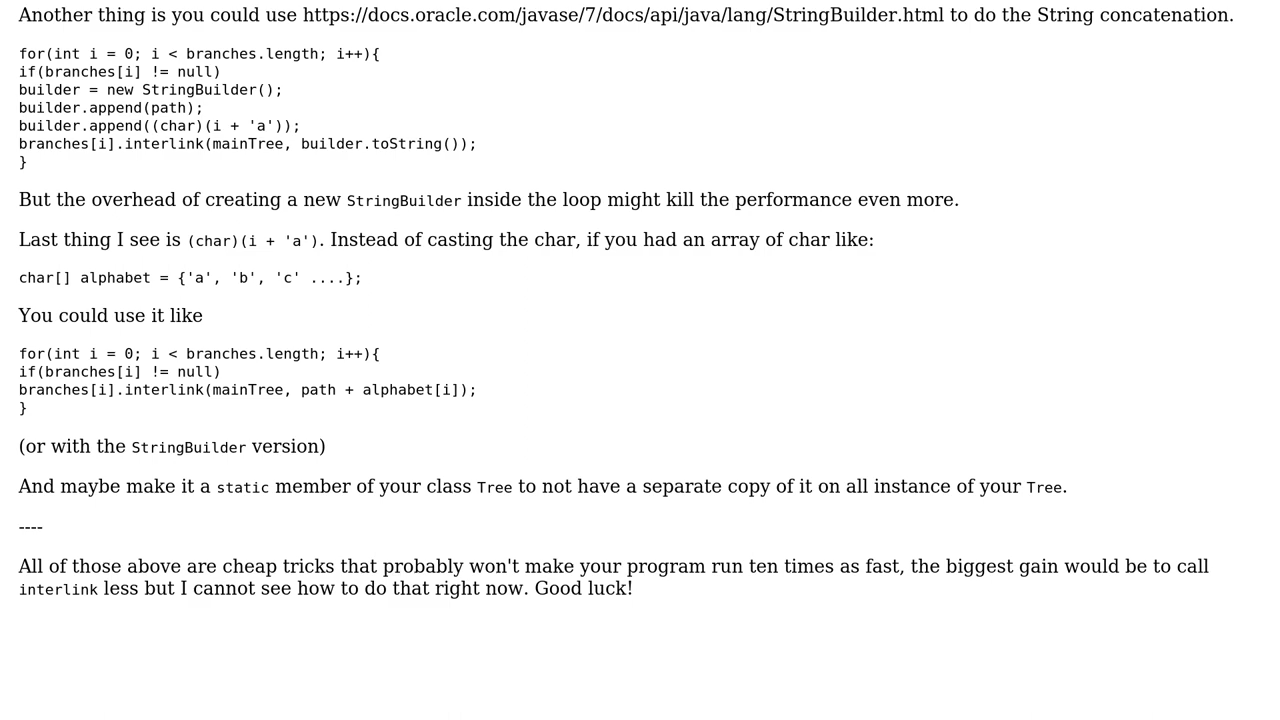 Another thing is you could use https://docs.oracle.com/javase/7/docs/api/java/lang/StringBuilder.html to do the String concatenation.
for(int i = 0; i < branches.length; i++){
if(branches[i] != null)
builder = new StringBuilder();
builder.append(path);
builder.append((char)(i + 'a'));
branches[i].interlink(mainTree, builder.toString());
}
But the overhead of creating a new StringBuilder inside the loop might kill the performance even more.
Last thing I see is (char)(i + 'a'). Instead of casting the char, if you had an array of char like:
char[] alphabet = {'a', 'b', 'c' ....};
You could use it like
for(int i = 0; i < branches.length; i++){
if(branches[i] != null)
branches[i].interlink(mainTree, path + alphabet[i]);
}
(or with the StringBuilder version)
And maybe make it a static member of your class Tree to not have a separate copy of it on all instance of your Tree.
----
All of those above are cheap tricks that probably won't make your program run ten times as fast, the biggest gain would be to call
interlink less but I cannot see how to do that right now. Good luck!